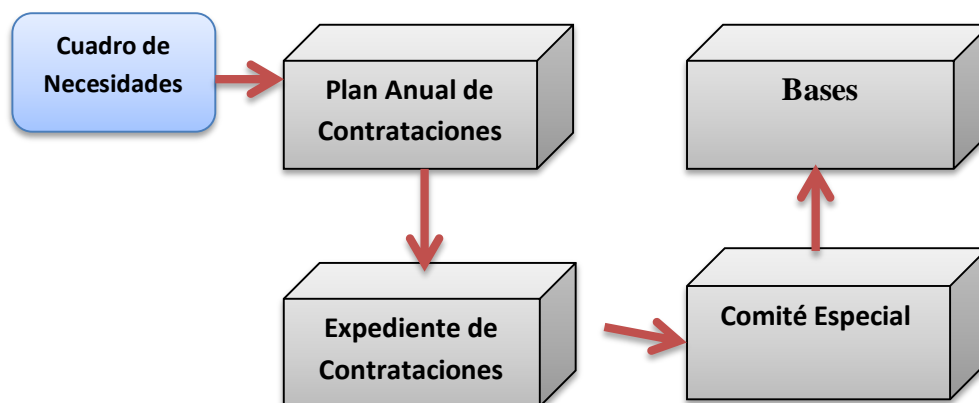 Cuadro de
Necesidades
Plan Anual de
Contrataciones
Expediente de
Contrataciones
Comité Especial
Bases